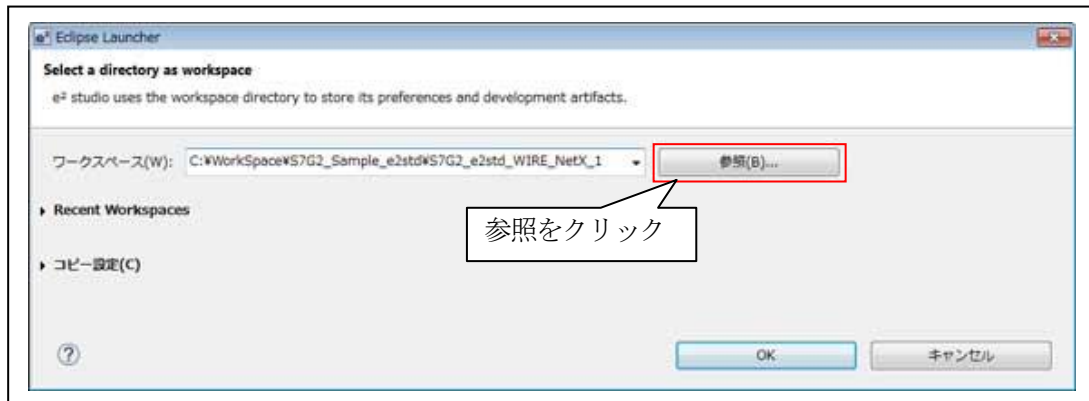 e² Eclipse Launcher
Select a directory as workspace
e² studio uses the workspace directory to store its preferences and development artifacts.
ワークスペース(W): C:¥WorkSpace¥S7G2_Sample_e2std¥S7G2_e2std_WIRE_NetX_1 参照(B)...
Recent Workspaces
参照をクリック
コピー設定(C)
? OK キャンセル